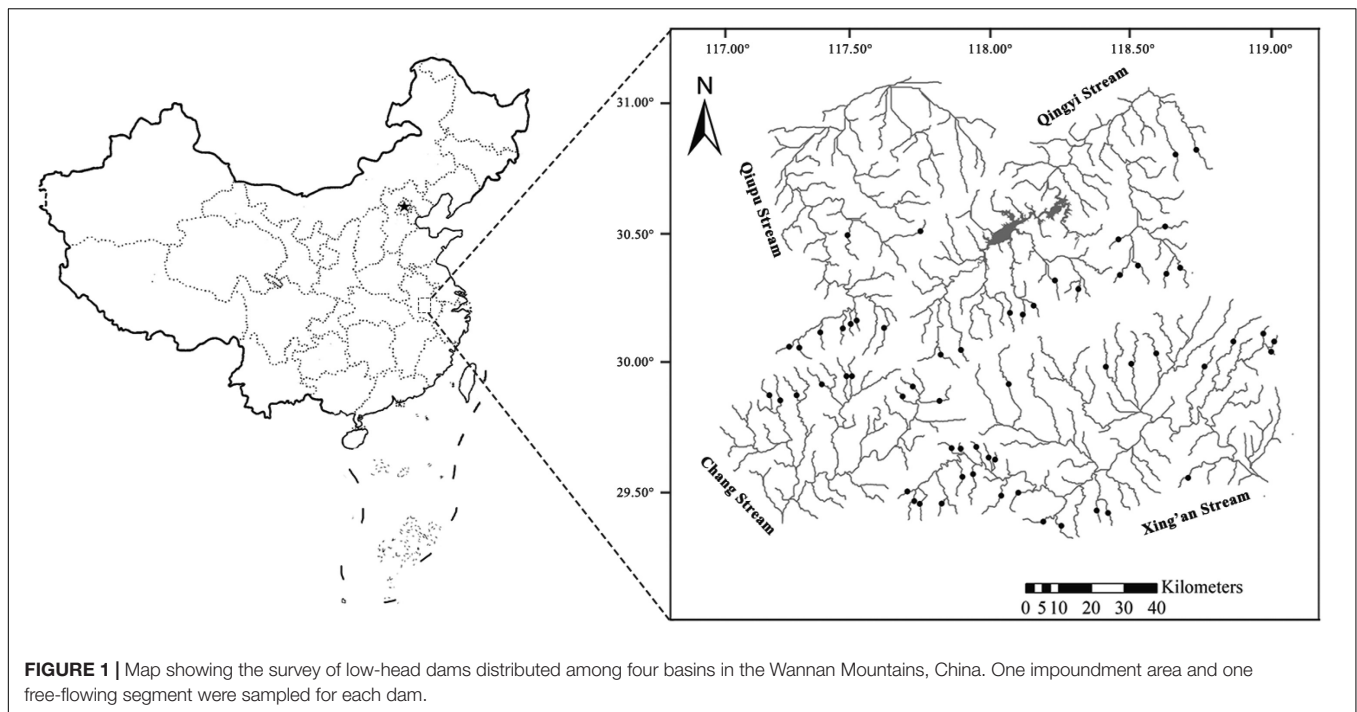 117.00° 117.50° 118.00° 118.50° 119.00°
N
31.00°
30.50°
30.00°
29.50°
Qingyi Stream
Qiupu Stream
Chang Stream
Xing'an Stream
Kilometers
0 5 10 20 30 40
FIGURE 1 | Map showing the survey of low-head dams distributed among four basins in the Wannan Mountains, China. One impoundment area and one
free-flowing segment were sampled for each dam.